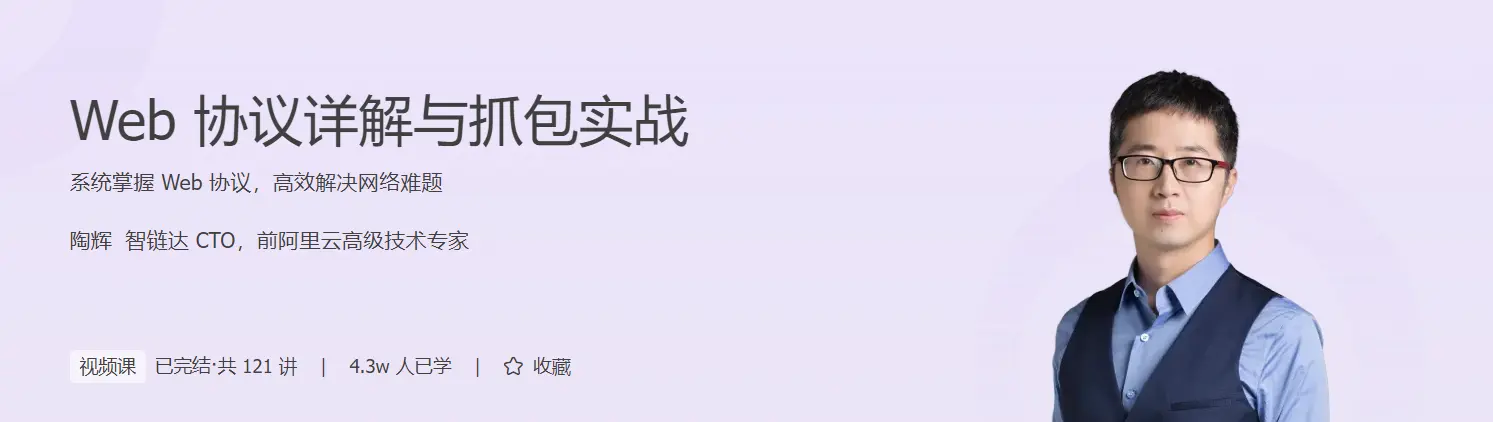 Web 协议详解与抓包实战
系统掌握 Web 协议，高效解决网络难题
陶辉 智链达 CTO，前阿里云高级技术专家
视频课 已完结·共 121 讲 | 4.3w 人已学 | 收藏